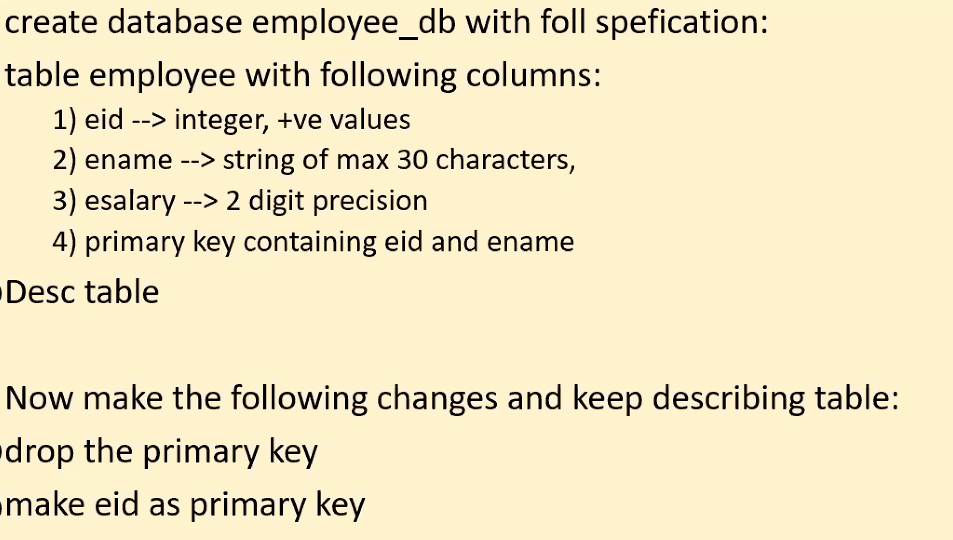 create database employee_db with foll spefication:
table employee with following columns:
1) eid --> integer, +ve values
2) ename --> string of max 30 characters,
3) esalary --> 2 digit precision
4) primary key containing eid and ename
Desc table
Now make the following changes and keep describing table:
drop the primary key
make eid as primary key